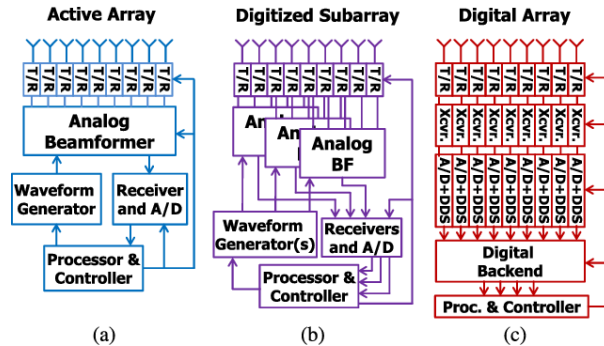 Active Array
T/R T/R T/R T/R T/R T/R T/R T/R
Analog
Beamformer
Waveform
Generator
Receiver
and A/D
Processor &
Controller
(a)
Digitized Subarray
T/R T/R T/R T/R T/R T/R T/R T/R
Analog
BF
Analog BF
Waveform
Generator(s)
Receivers
and A/D
Processor &
Controller
(b)
Digital Array
T/R T/R T/R T/R T/R T/R T/R T/R
Xcvr. Xcvr. Xcvr. Xcvr. Xcvr. Xcvr. Xcvr. Xcvr.
A/D+DDS A/D+DDS A/D+DDS A/D+DDS A/D+DDS A/D+DDS A/D+DDS A/D+DDS
Digital
Backend
Proc. & Controller
(c)